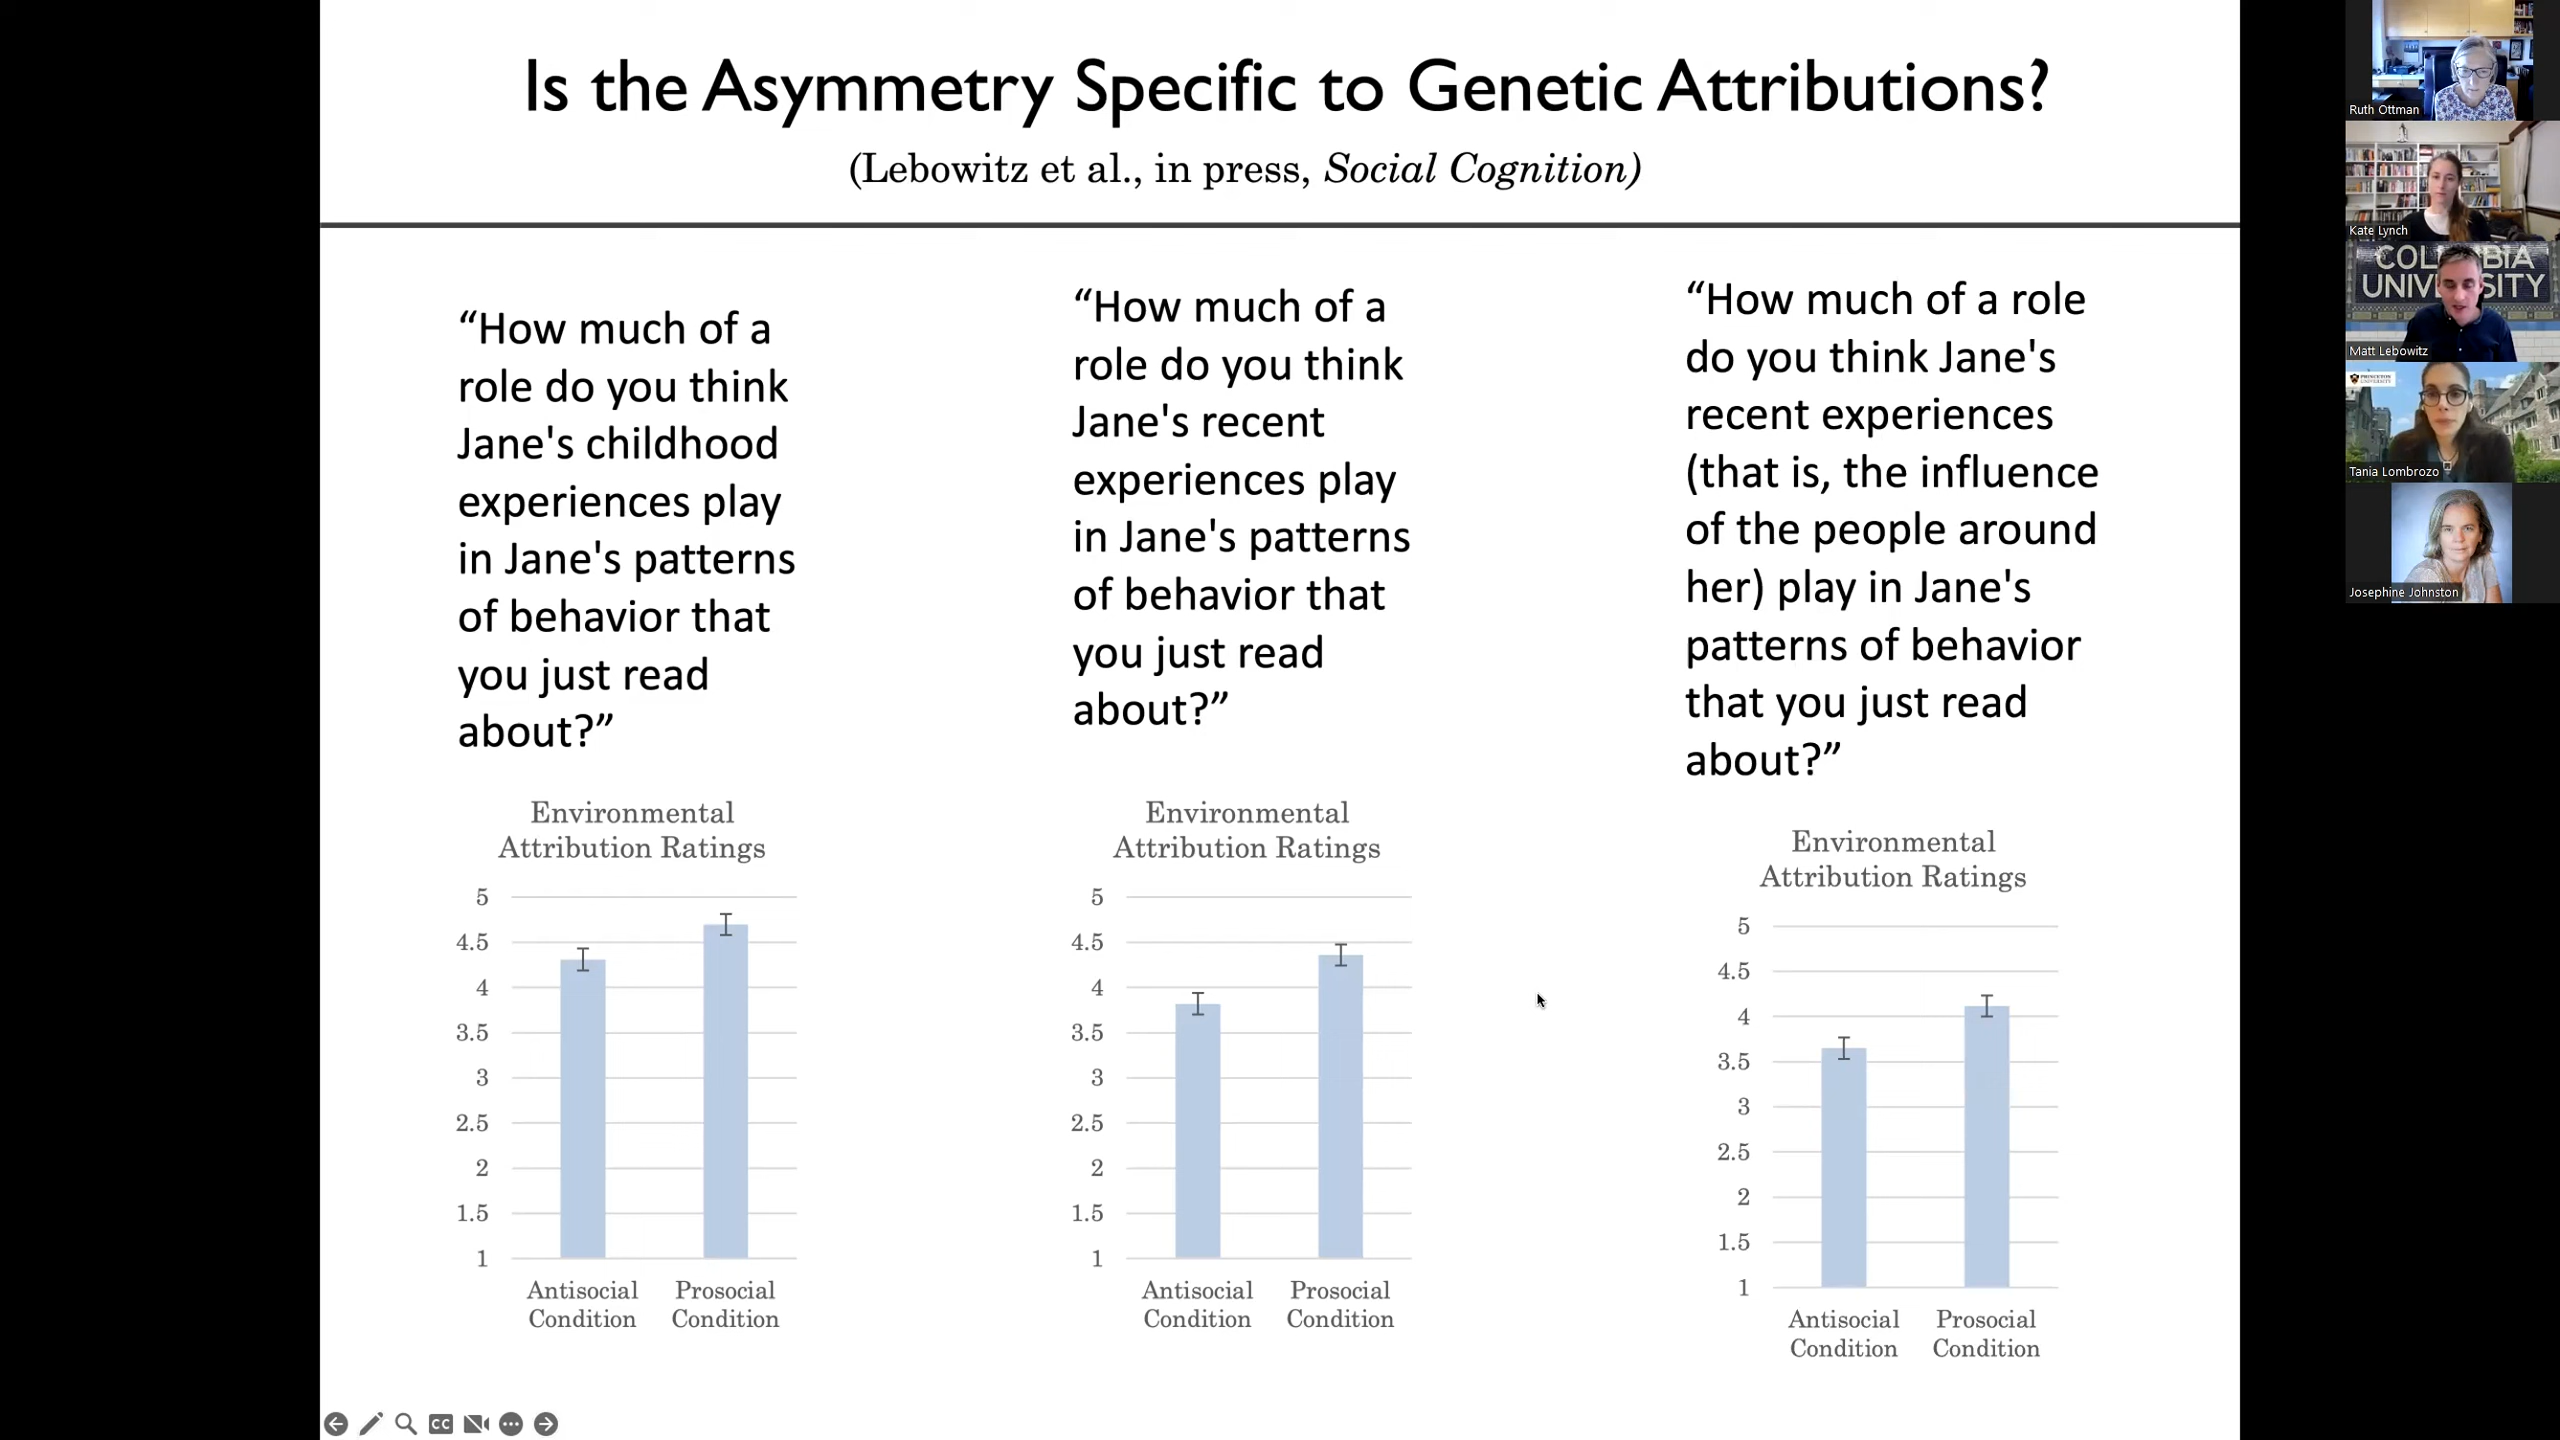 Is the Asymmetry Specific to Genetic Attributions?
(Lebowitz et al., in press, Social Cognition)
“How much of a
role do you think
Jane's childhood
experiences play
in Jane's patterns
of behavior that
you just read
about?”
Environmental
Attribution Ratings
5
4.5
4
3.5
3
2.5
2
1.5
1
Antisocial
Condition
Prosocial
Condition
“How much of a
role do you think
Jane's recent
experiences play
in Jane's patterns
of behavior that
you just read
about?”
Environmental
Attribution Ratings
5
4.5
4
3.5
3
2.5
2
1.5
1
Antisocial
Condition
Prosocial
Condition
“How much of a role
do you think Jane's
recent experiences
(that is, the influence
of the people around
her) play in Jane's
patterns of behavior
that you just read
about?”
Environmental
Attribution Ratings
5
4.5
4
3.5
3
2.5
2
1.5
1
Antisocial
Condition
Prosocial
Condition
CC
Ruth Ottman
Kate Lynch
Matt Lebowitz
PRINCETON
UNIVERSITY
Tania Lombrozo
Josephine Johnston